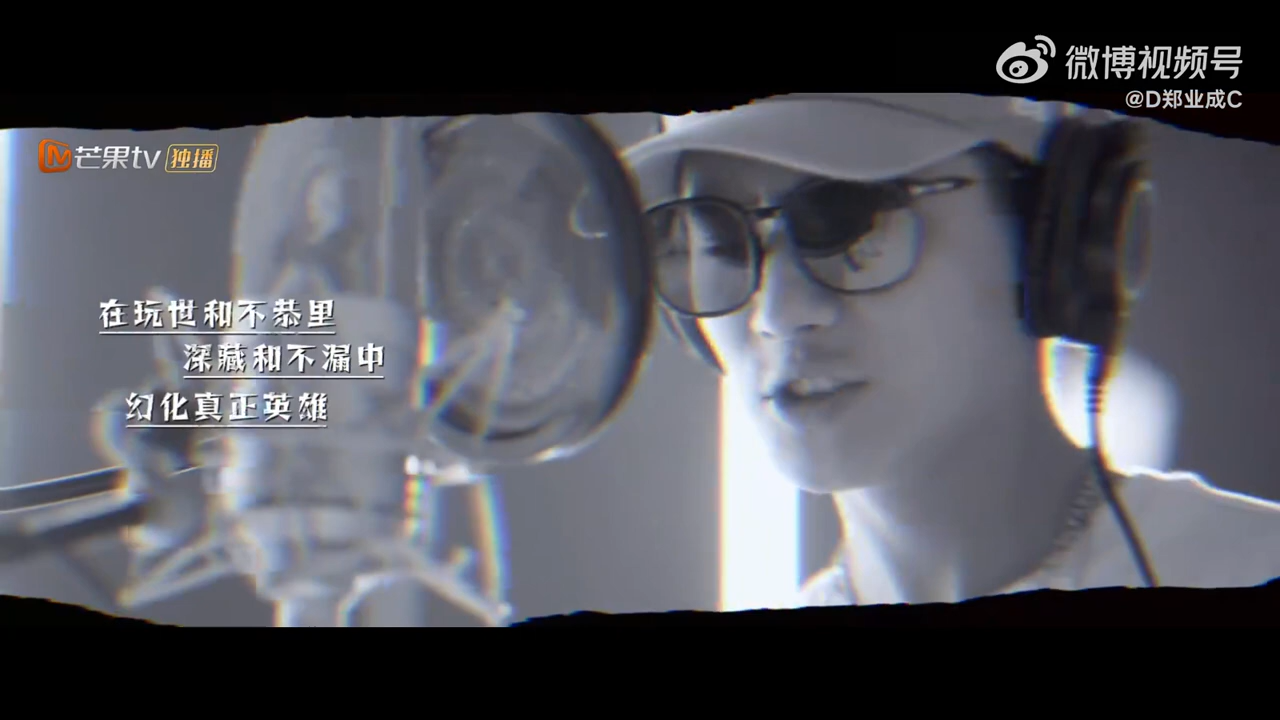 微博视频号
@D郑业成C
芒果tv 独播
在玩世和不恭里
深藏和不漏中
幻化真正英雄